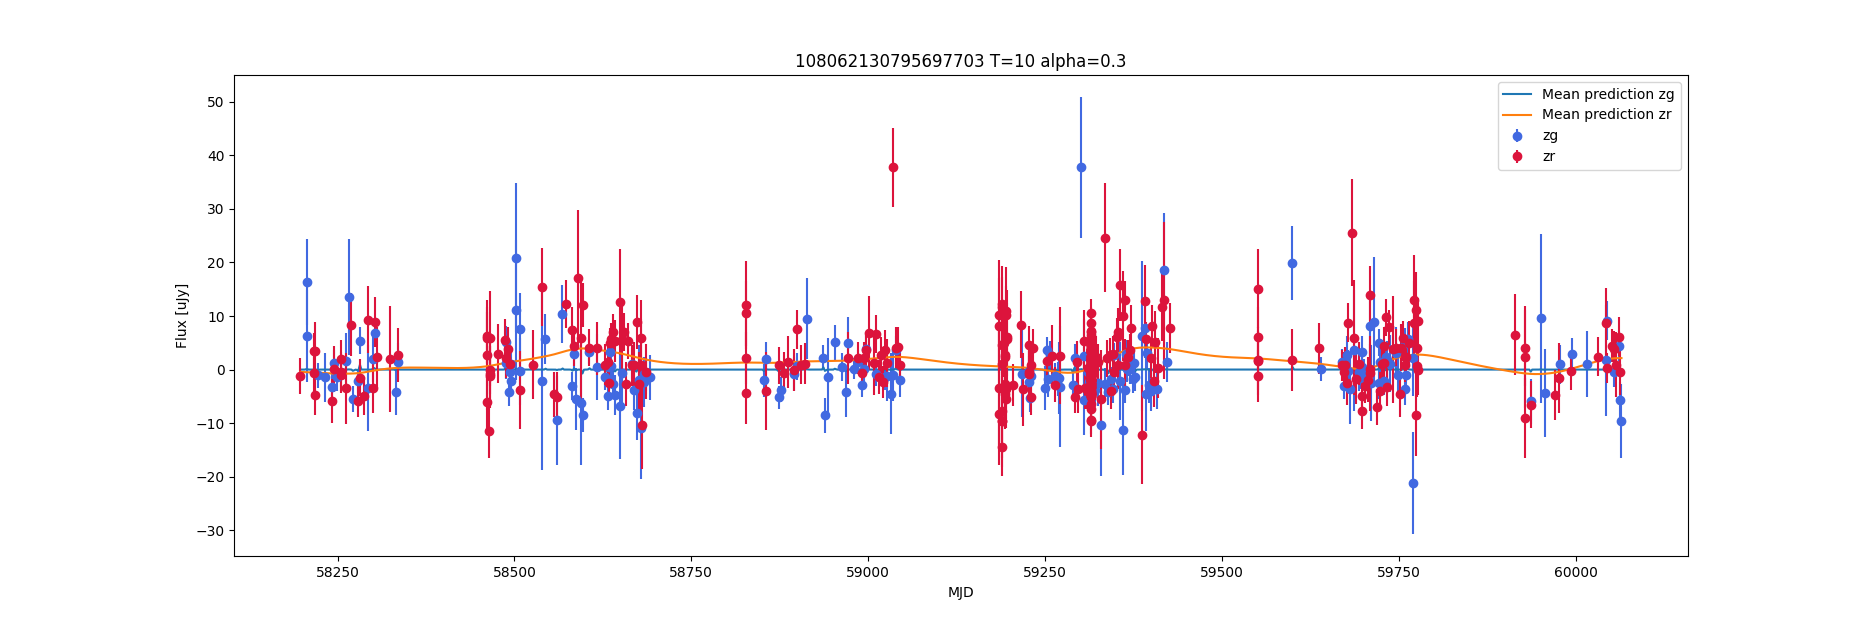 108062130795697703 T=10 alpha=0.3
Mean prediction zg
Mean prediction zr
zg
zr
Flux [uJy]
50
40
30
20
10
0
−10
−20
−30
58250 58500 58750 59000 59250 59500 59750 60000
MJD